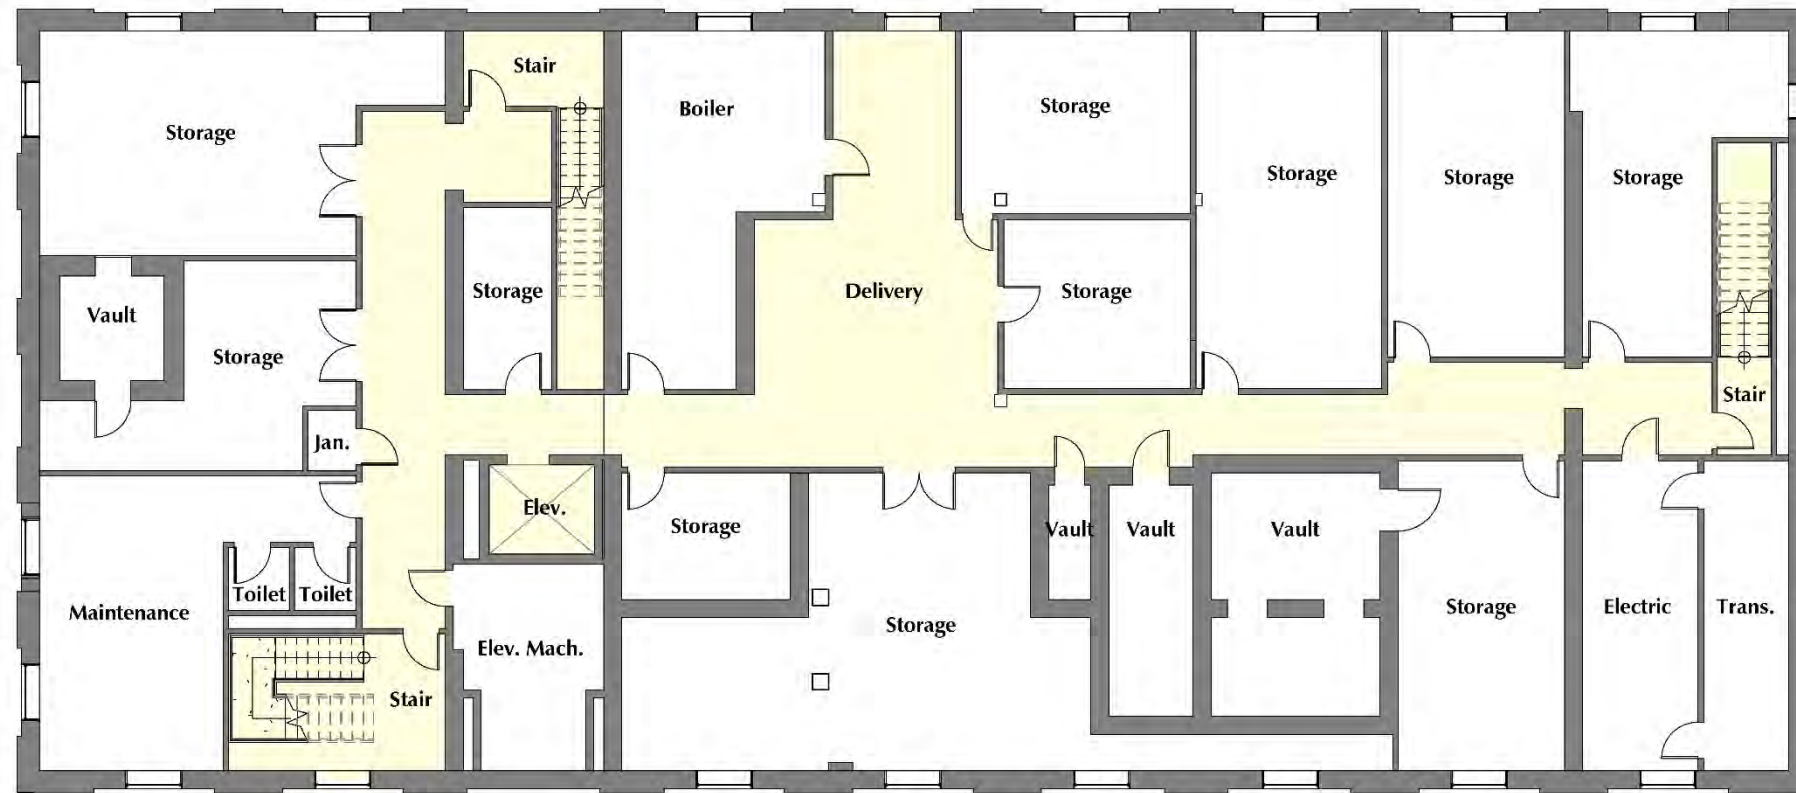 Stair
Boiler
Storage
Storage
Storage
Storage
Storage
Storage
Storage
Delivery
Storage
Vault
Storage
Stair
Jan.
Elev.
Storage
Vault
Vault
Vault
Toilet
Toilet
Maintenance
Storage
Storage
Electric
Trans.
Elev. Mach.
Stair